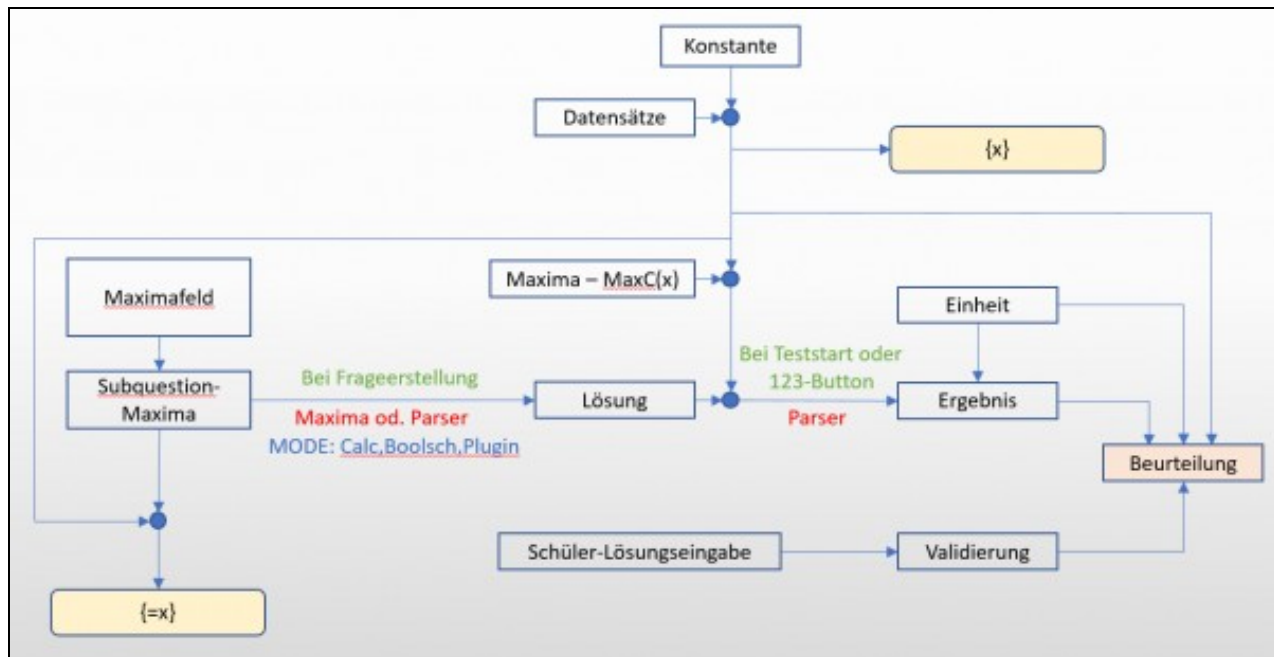 Konstante
Datensätze
{x}
Maxima – MaxC(x)
Maximafeld
Einheit
Bei Teststart oder
123-Button
Subquestion-
Maxima
Bei Frageerstellung
Lösung
Ergebnis
Maxima od. Parser
Parser
MODE: Calc,Boolsch,Plugin
Beurteilung
Schüler-Lösungseingabe
Validierung
{=x}